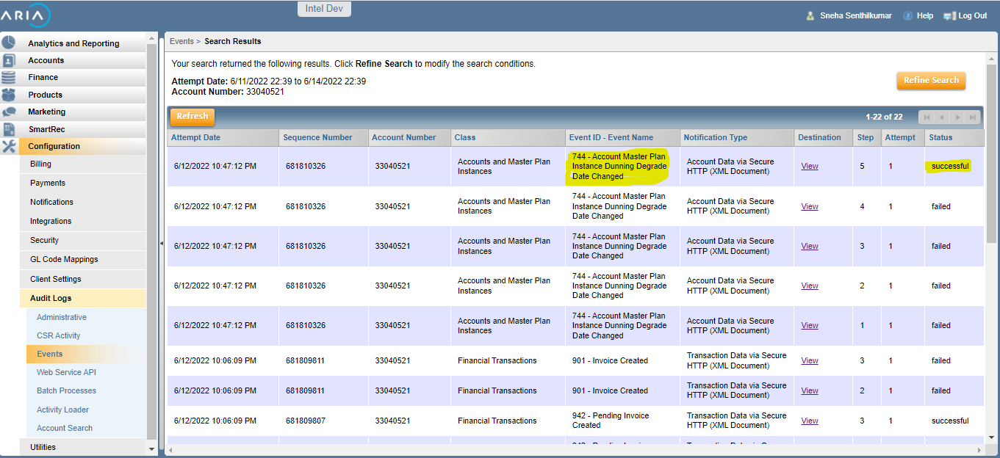 ARIA
Intel Dev
Sneha Senthilkumar Help Log Out
Analytics and Reporting
Accounts
Finance
Products
Marketing
SmartRec
Configuration
Billing
Payments
Notifications
Integrations
Security
GL Code Mappings
Client Settings
Audit Logs
Administrative
CSR Activity
Events
Web Service API
Batch Processes
Activity Loader
Account Search
Utilities
Events > Search Results
Your search returned the following results. Click Refine Search to modify the search conditions.
Attempt Date: 6/11/2022 22:39 to 6/14/2022 22:39
Account Number: 33040521
Refine Search
Refresh
1-22 of 22
Attempt Date Sequence Number Account Number Class Event ID - Event Name Notification Type Destination Step Attempt Status
6/12/2022 10:47:12 PM 681810326 33040521 Accounts and Master Plan Instances 744 - Account Master Plan Instance Dunning Degrade Date Changed Account Data via Secure HTTP (XML Document) View 5 1 successful
6/12/2022 10:47:12 PM 681810326 33040521 Accounts and Master Plan Instances 744 - Account Master Plan Instance Dunning Degrade Date Changed Account Data via Secure HTTP (XML Document) View 4 1 failed
6/12/2022 10:47:12 PM 681810326 33040521 Accounts and Master Plan Instances 744 - Account Master Plan Instance Dunning Degrade Date Changed Account Data via Secure HTTP (XML Document) View 3 1 failed
6/12/2022 10:47:12 PM 681810326 33040521 Accounts and Master Plan Instances 744 - Account Master Plan Instance Dunning Degrade Date Changed Account Data via Secure HTTP (XML Document) View 2 1 failed
6/12/2022 10:47:12 PM 681810326 33040521 Accounts and Master Plan Instances 744 - Account Master Plan Instance Dunning Degrade Date Changed Account Data via Secure HTTP (XML Document) View 1 1 failed
6/12/2022 10:06:09 PM 681809811 33040521 Financial Transactions 901 - Invoice Created Transaction Data via Secure HTTP (XML Document) View 3 1 failed
6/12/2022 10:06:09 PM 681809811 33040521 Financial Transactions 901 - Invoice Created Transaction Data via Secure HTTP (XML Document) View 2 1 failed
6/12/2022 10:06:09 PM 681809807 33040521 Financial Transactions 942 - Pending Invoice Created Transaction Data via Secure HTTP (XML Document) View 3 1 successful